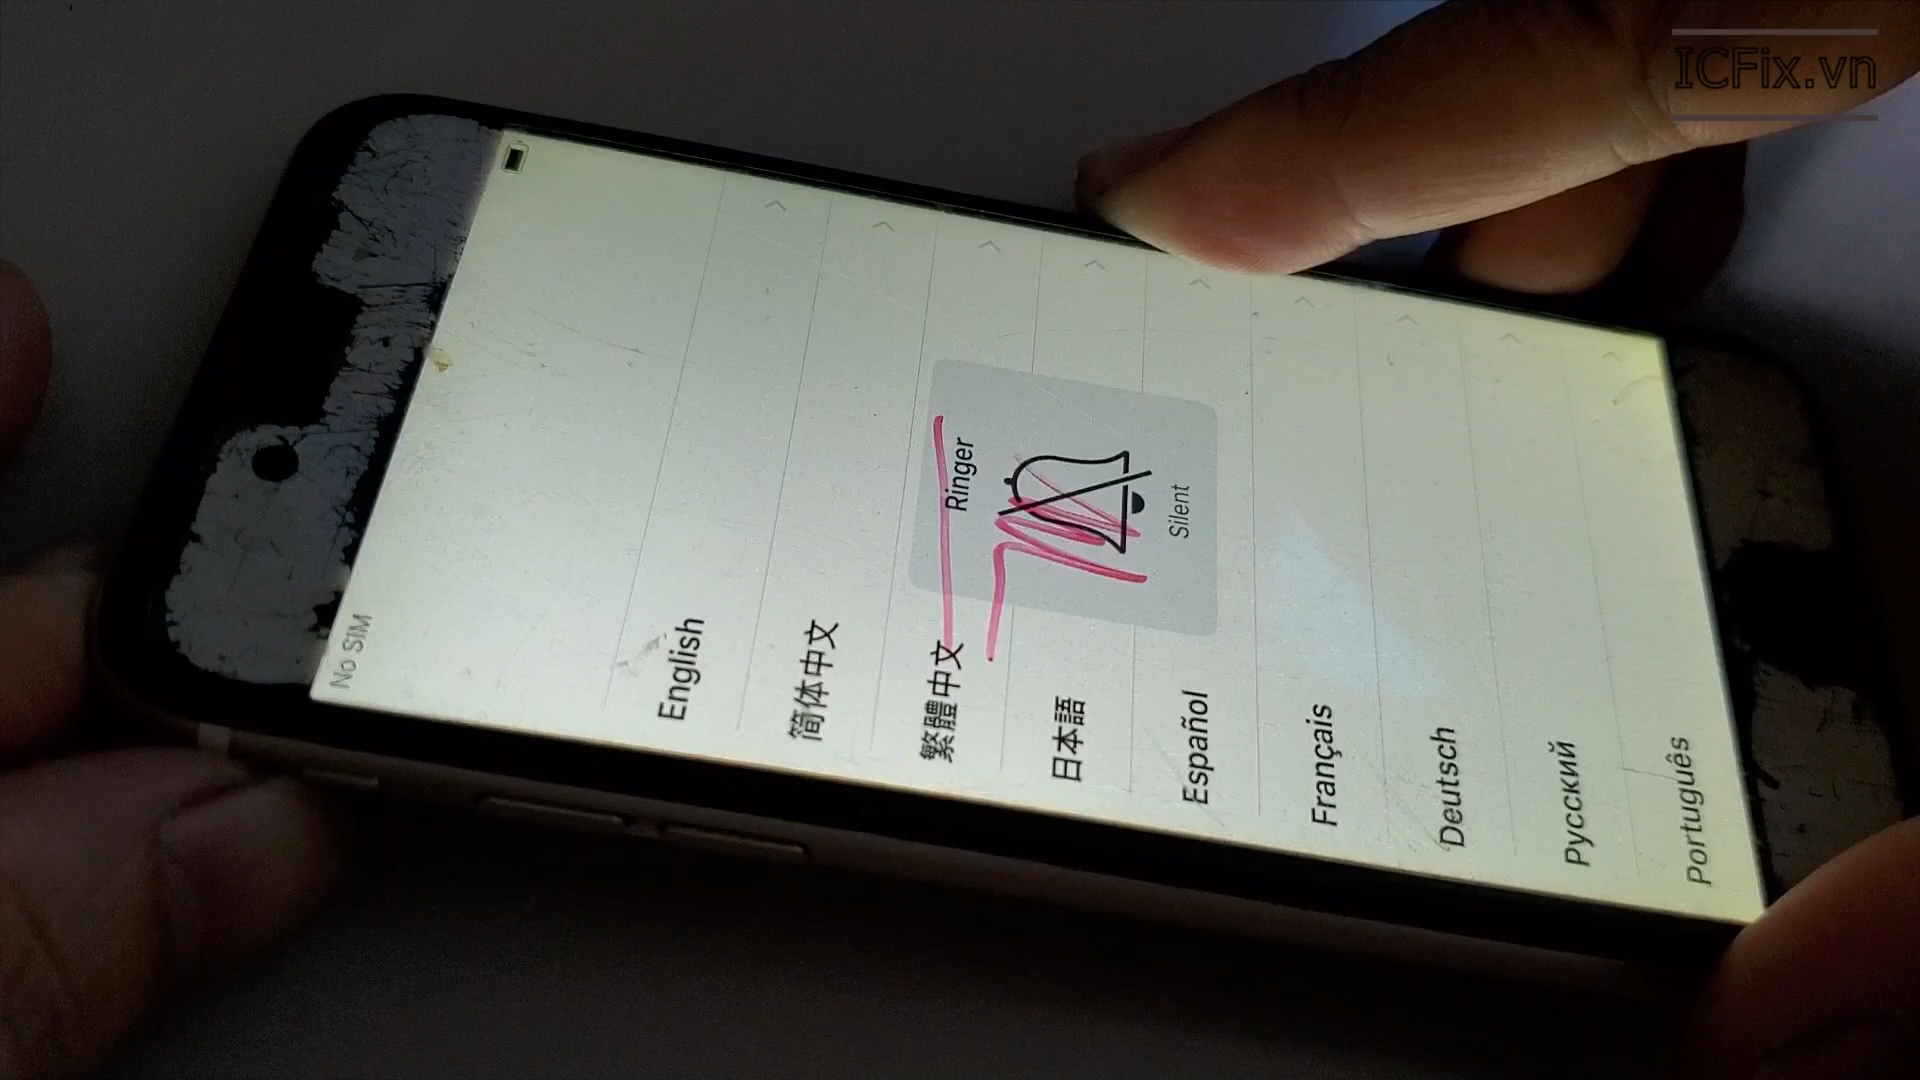 ICFix.vn
No SIM
English
简体中文
繁體中文
日本語
Español
Français
Deutsch
Русский
Português
Ringer
Silent